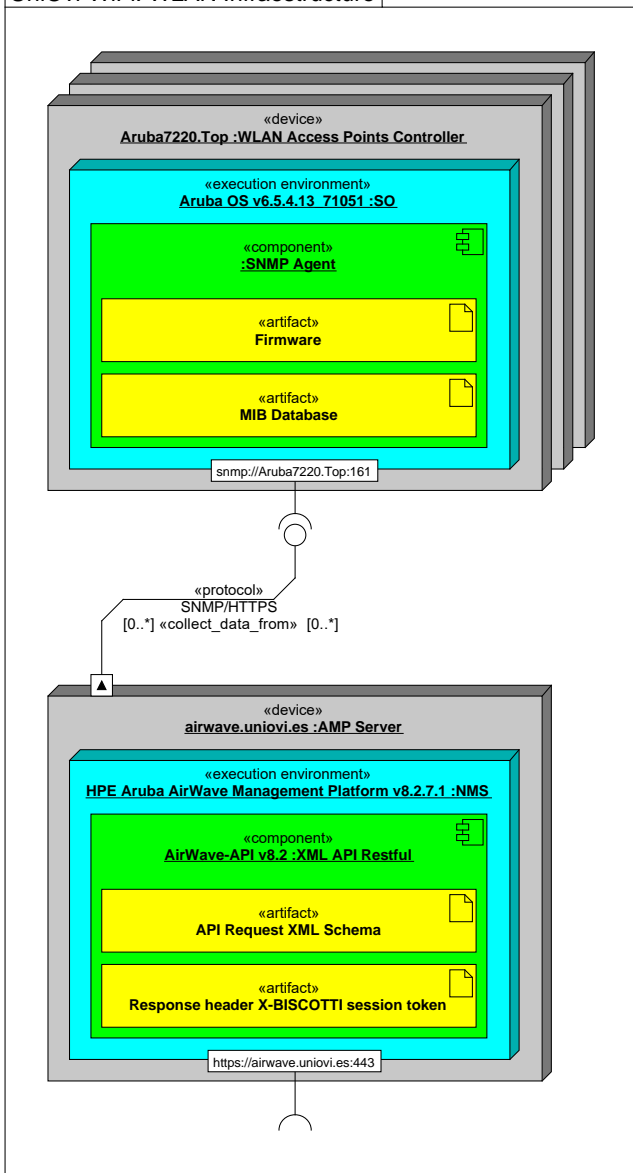 «device»
Aruba7220.Top :WLAN Access Points Controller
«execution environment»
Aruba OS v6.5.4.13_71051 :SO
«component»
:SNMP Agent
«artifact»
Firmware
«artifact»
MIB Database
snmp://Aruba7220.Top:161
«protocol»
SNMP/HTTPS
[0..*] «collect_data_from» [0..*]
«device»
airwave.uniovi.es :AMP Server
«execution environment»
HPE Aruba AirWave Management Platform v8.2.7.1 :NMS
«component»
AirWave-API v8.2 :XML API Restful
«artifact»
API Request XML Schema
«artifact»
Response header X-BISCOTTI session token
https://airwave.uniovi.es:443